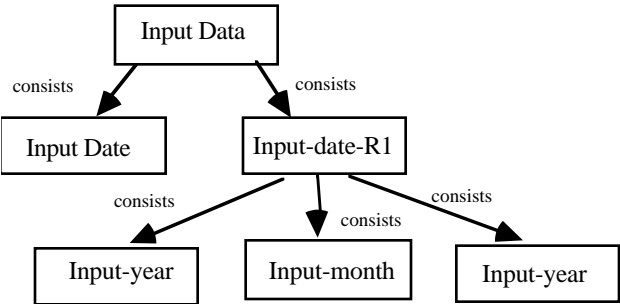 Input Data
consists
consists
Input Date
Input-date-R1
consists
consists
consists
Input-year
Input-month
Input-year